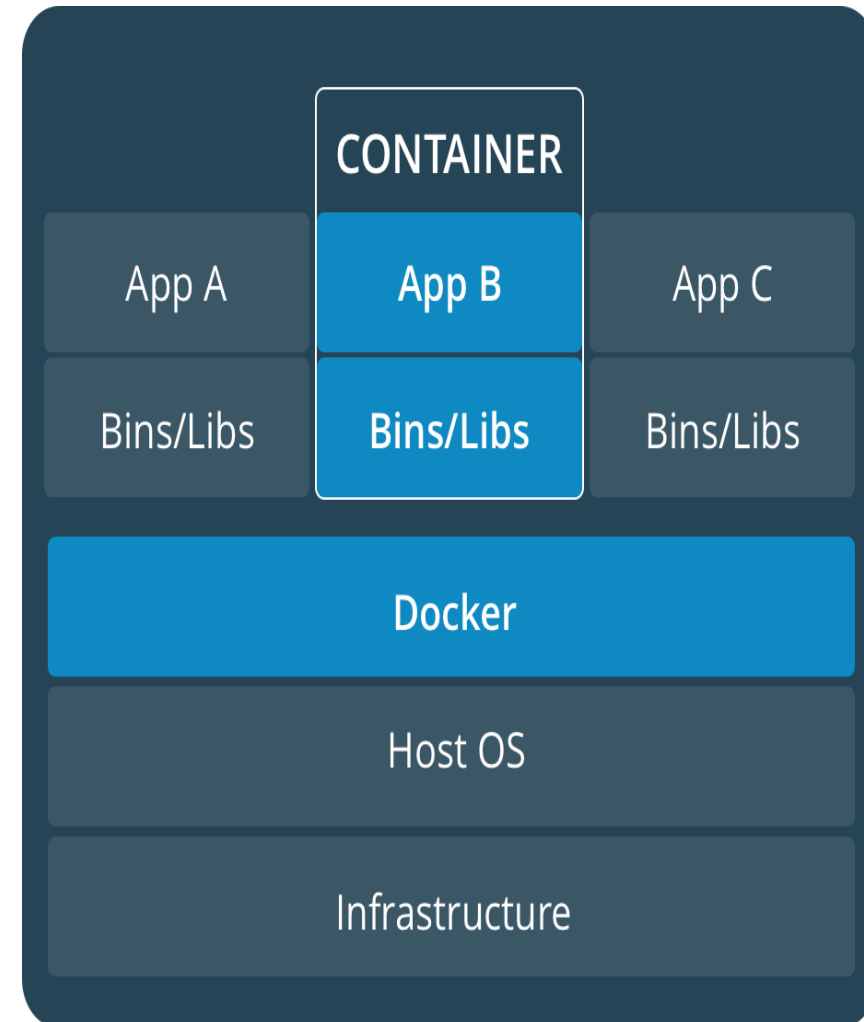 CONTAINER
App A
App B
App C
Bins/Libs
Bins/Libs
Bins/Libs
Docker
Host OS
Infrastructure